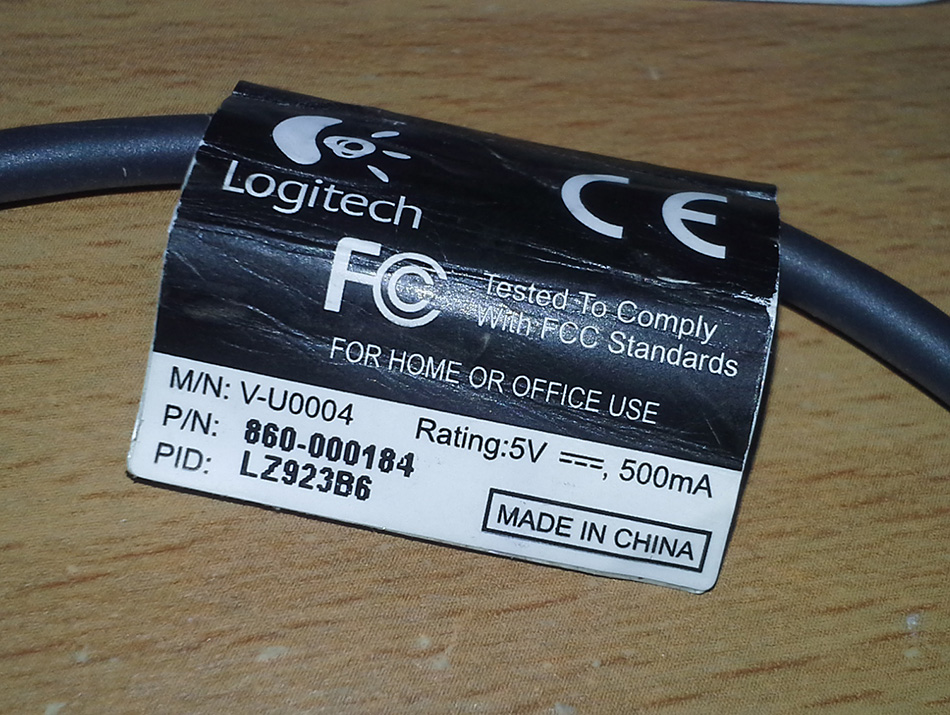 Logitech
CE
FC
Tested To Comply
With FCC Standards
FOR HOME OR OFFICE USE
M/N: V-U0004
Rating:5V ⎓, 500mA
P/N: 860-000184
PID: LZ923B6
MADE IN CHINA